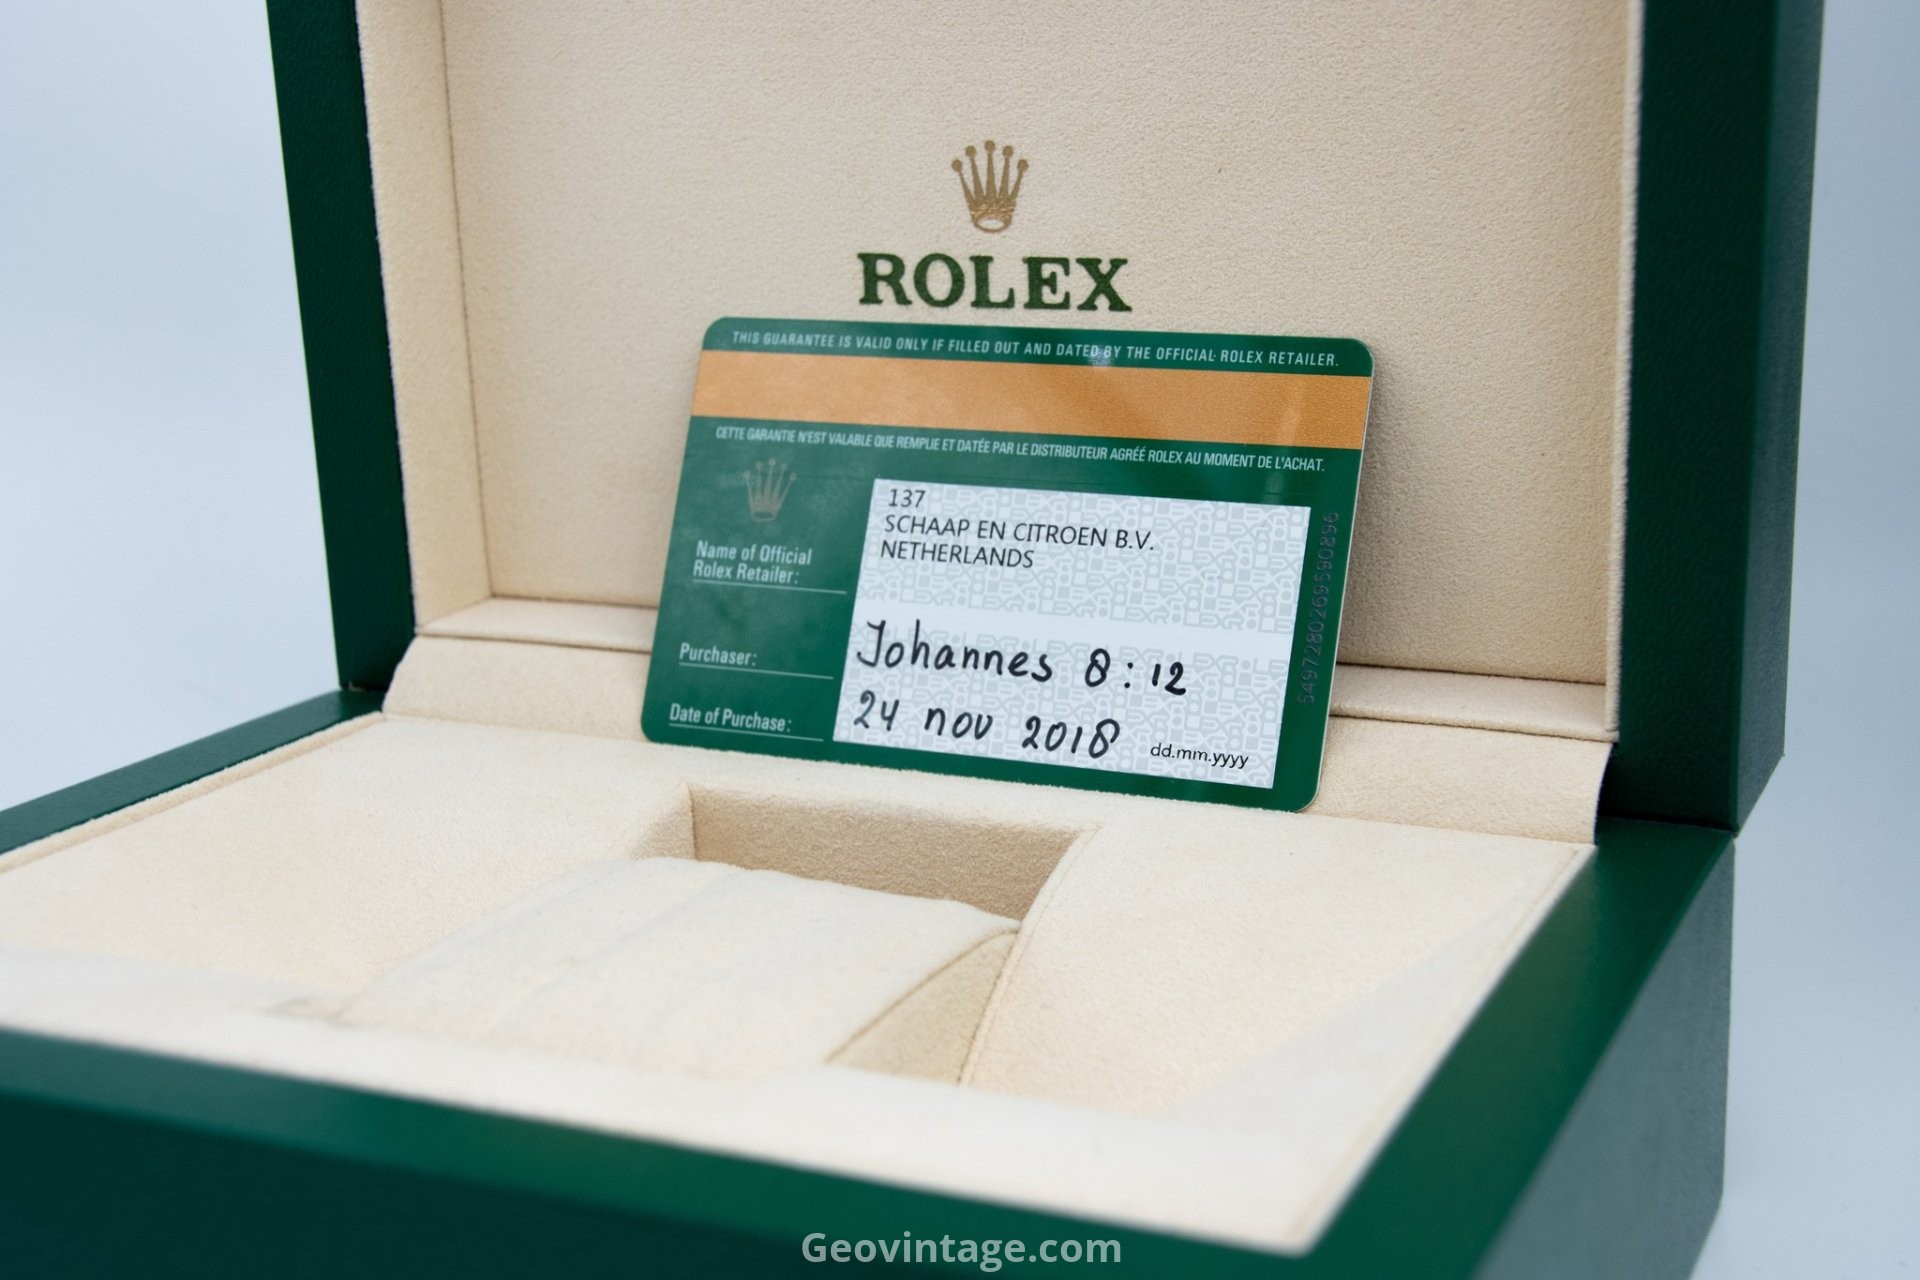 ROLEX
THIS GUARANTEE IS VALID ONLY IF FILLED OUT AND DATED BY THE OFFICIAL ROLEX RETAILER.
CETTE GARANTIE N'EST VALABLE QUE REMPLIE ET DATÉE PAR LE DISTRIBUTEUR AGRÉÉ ROLEX AU MOMENT DE L'ACHAT.
137
SCHAAP EN CITROEN B.V.
NETHERLANDS
Name of Official
Rolex Retailer:
Purchaser:
Johannes 8:12
Date of Purchase:
24 nov 2018
dd.mm.yyyy
Geovintage.com